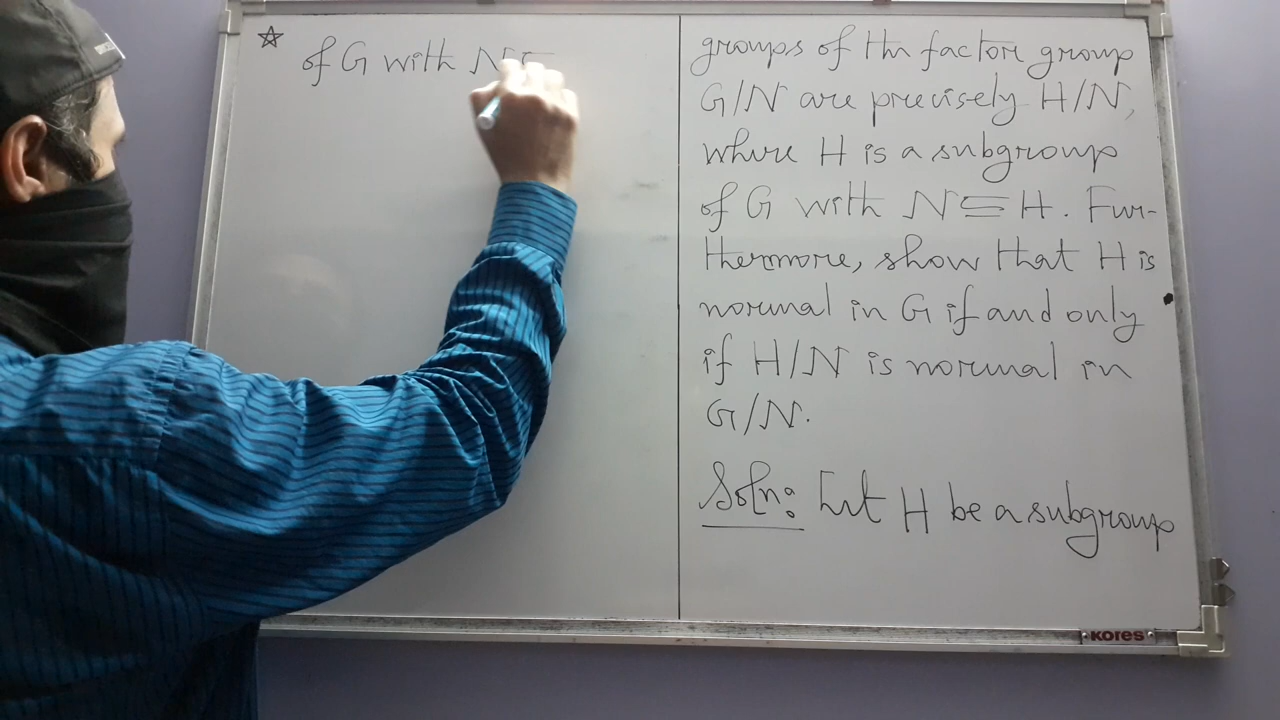 groups of the factor group
G/N are precisely H/N,
where H is a subgroup
of G with N ⊆ H. Fur-
thermore, show that H is
normal in G if and only
if H/N is normal in
G/N.
Soln: Let H be a subgroup
☆
of G with N ⊆
KORES